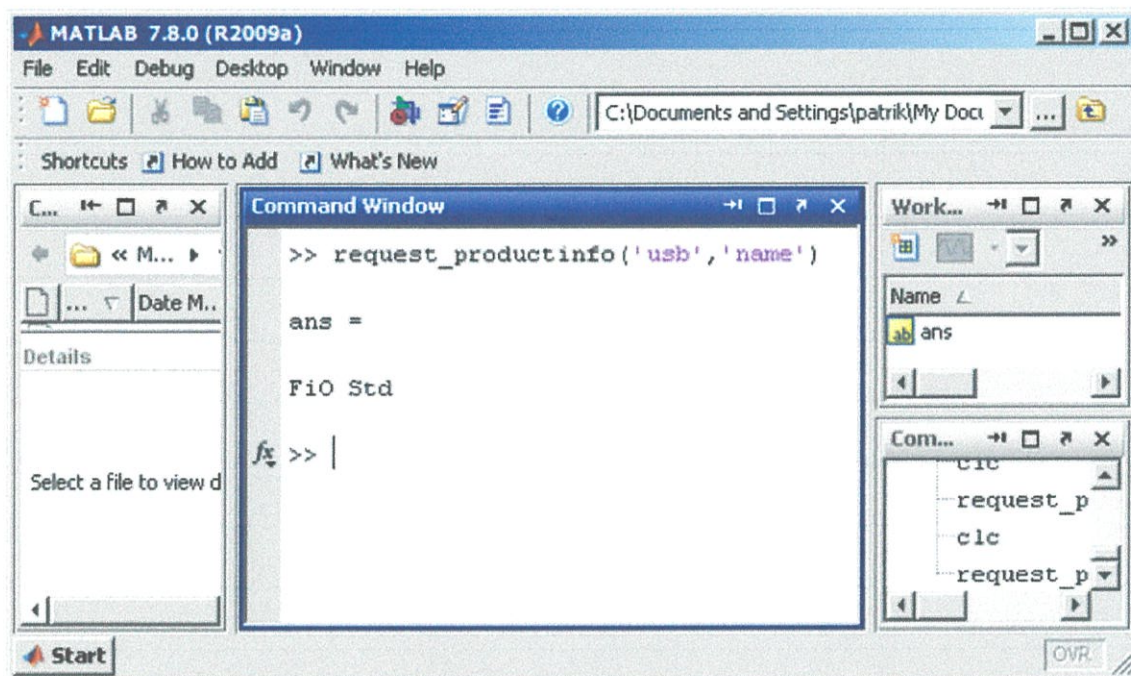 MATLAB 7.8.0 (R2009a)
File Edit Debug Desktop Window Help
C:\Documents and Settings\patrik\My Docu
Shortcuts How to Add What's New
C...
« M...
... Date M..
Details
Select a file to view d
Command Window
>> request_productinfo('usb','name')
ans =
FiO Std
fx >>
Work...
»
Name
ab ans
Com...
clc
request_p
clc
request_p
Start
OVR